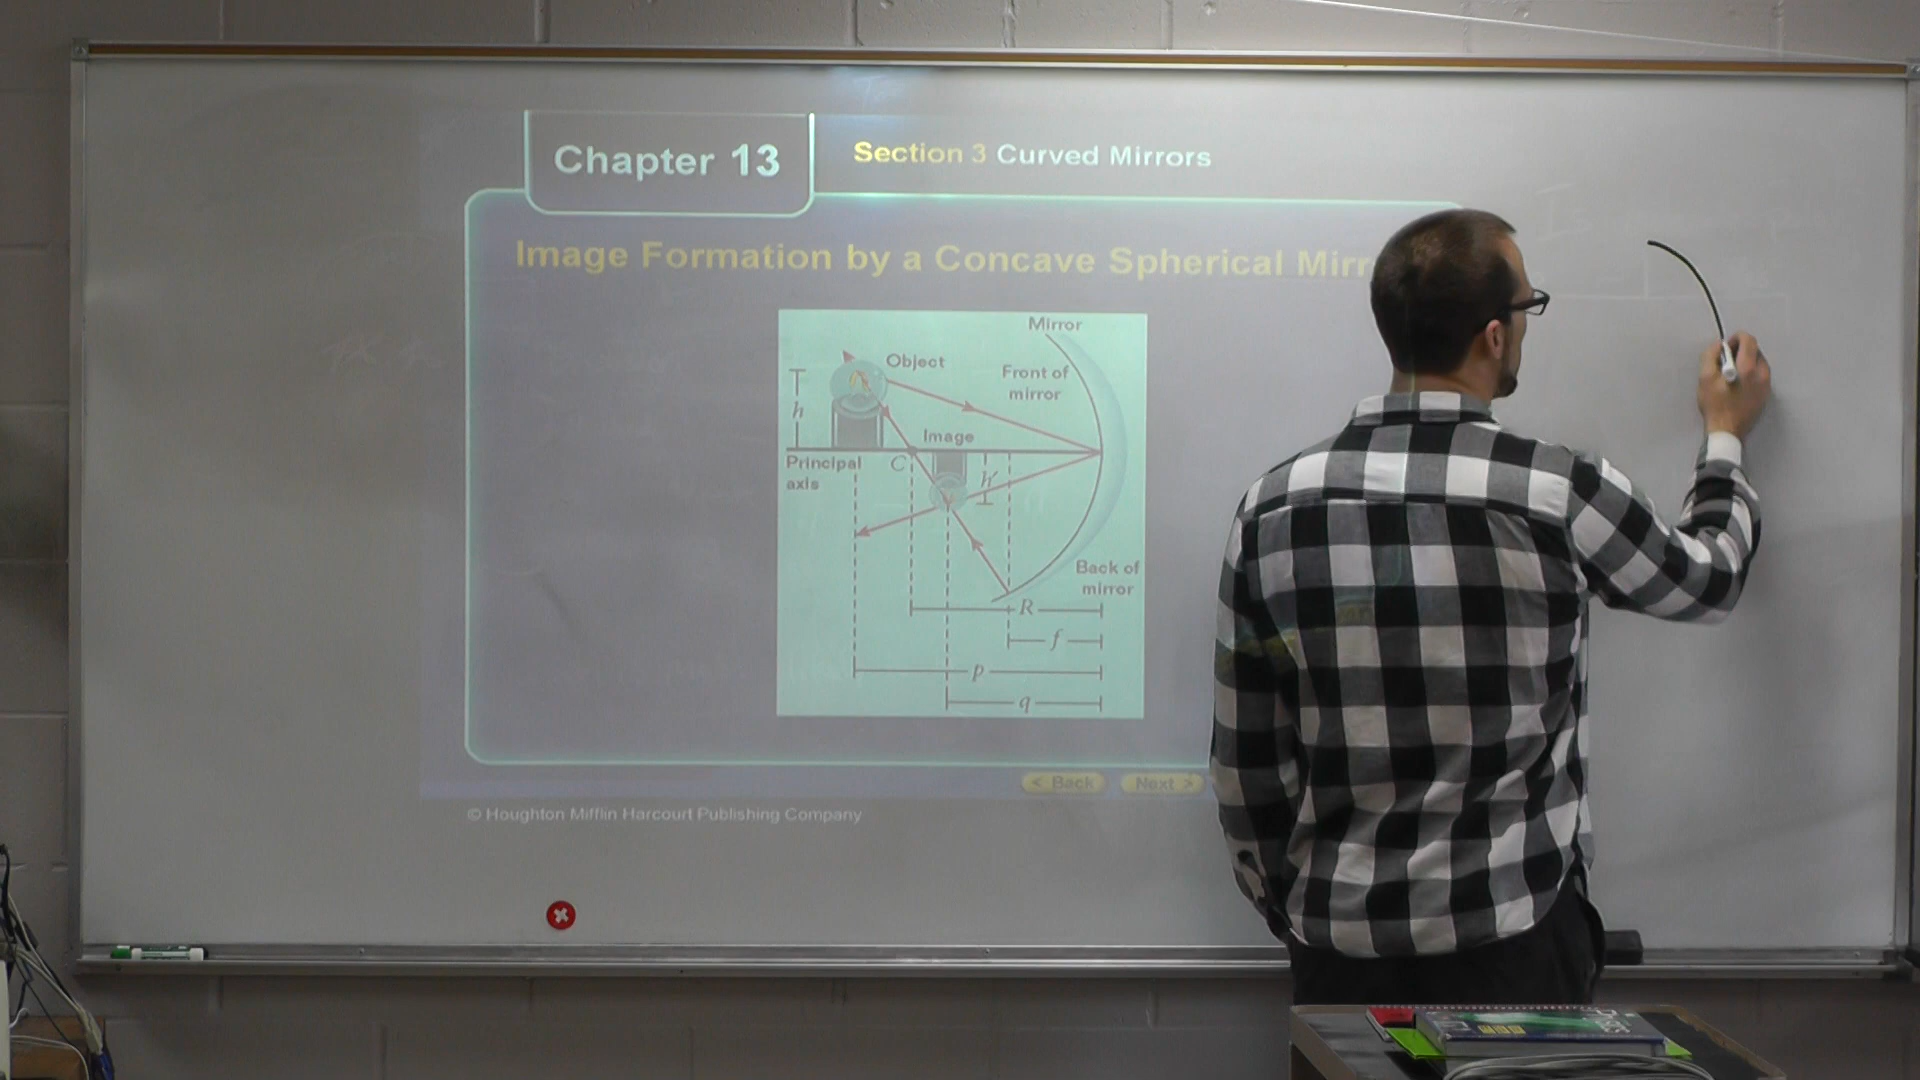 Chapter 13
Section 3 Curved Mirrors
Image Formation by a Concave Spherical Mirr
Mirror
Object
Front of
mirror
h
Image
Principal
axis
C
h'
Back of
mirror
R
f
p
q
< Back
Next >
© Houghton Mifflin Harcourt Publishing Company